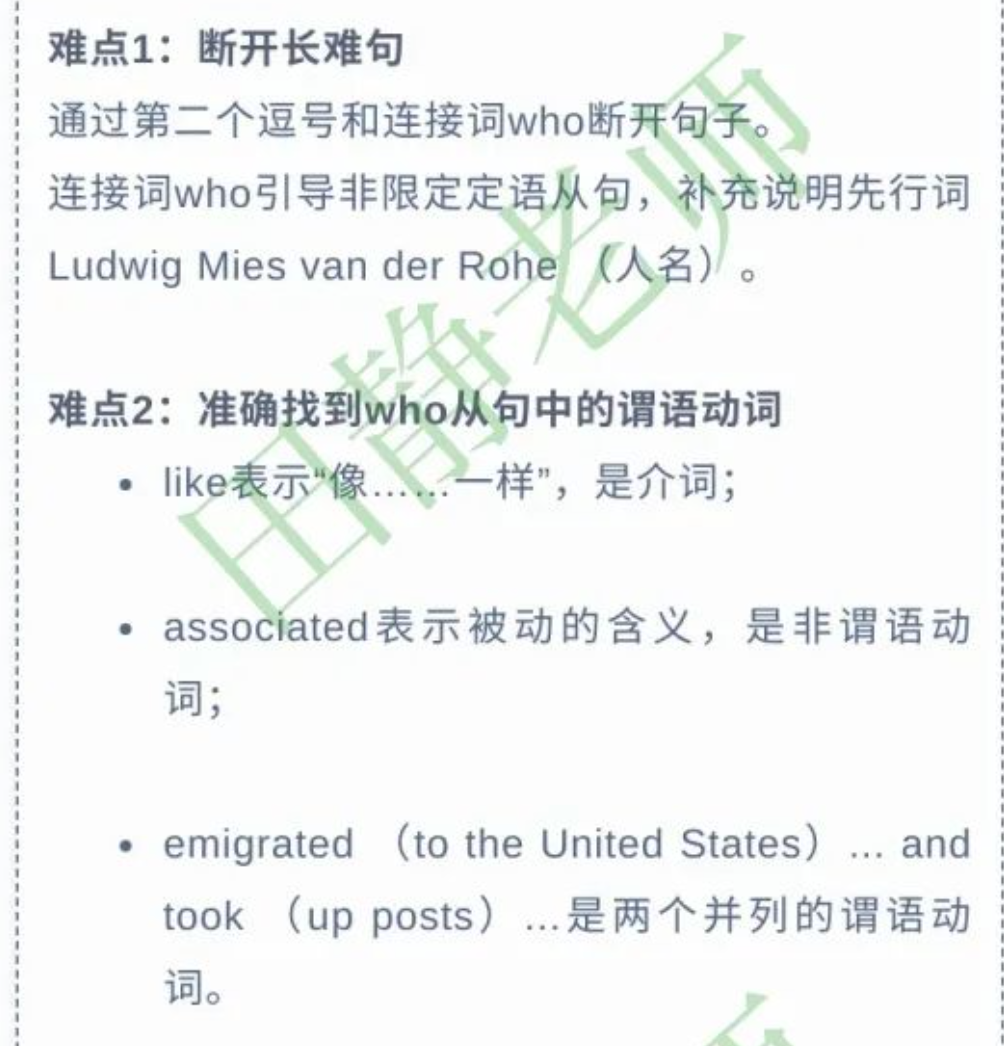 难点1：断开长难句
通过第二个逗号和连接词who断开句子。
连接词who引导非限定定语从句，补充说明先行词
Ludwig Mies van der Rohe （人名）。
难点2：准确找到who从句中的谓语动词
• like表示“像……一样”，是介词；
• associated表示被动的含义，是非谓语动
词；
• emigrated （to the United States）… and
took （up posts）…是两个并列的谓语动
词。
田静老师
师